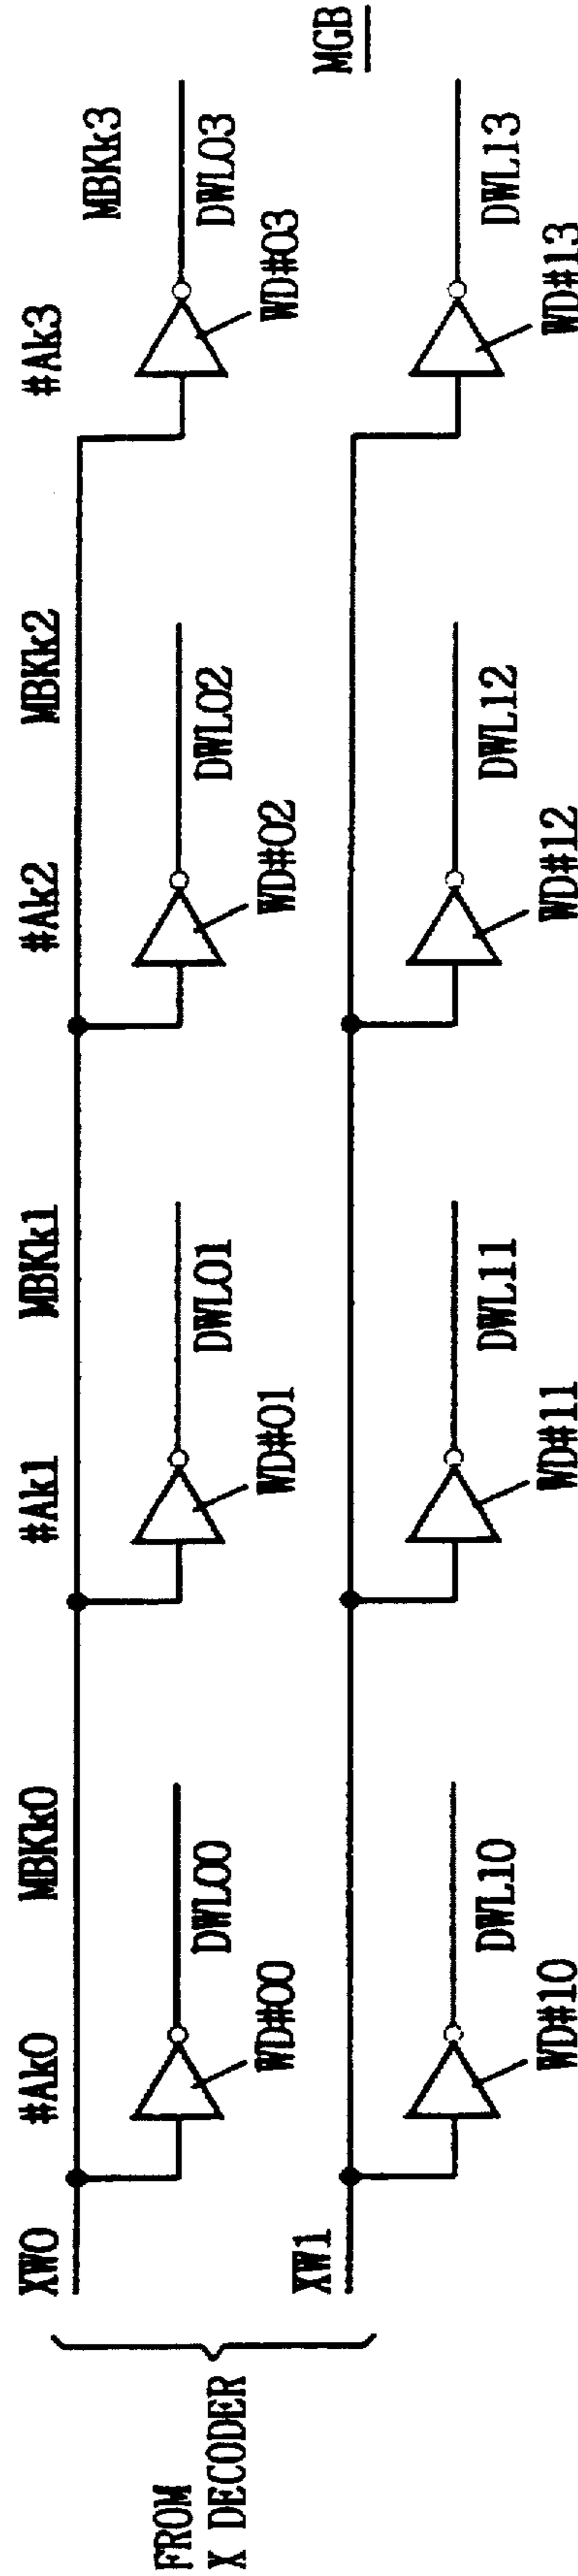 XW0 #Ak0 MBKk0 #Ak1 MBKk1 #Ak2 MBKk2 #Ak3 MBKk3
DWL00 DWL01 DWL02 DWL03
WD#00 WD#01 WD#02 WD#03
FROM
X DECODER
XW1 MGB
DWL10 DWL11 DWL12 DWL13
WD#10 WD#11 WD#12 WD#13